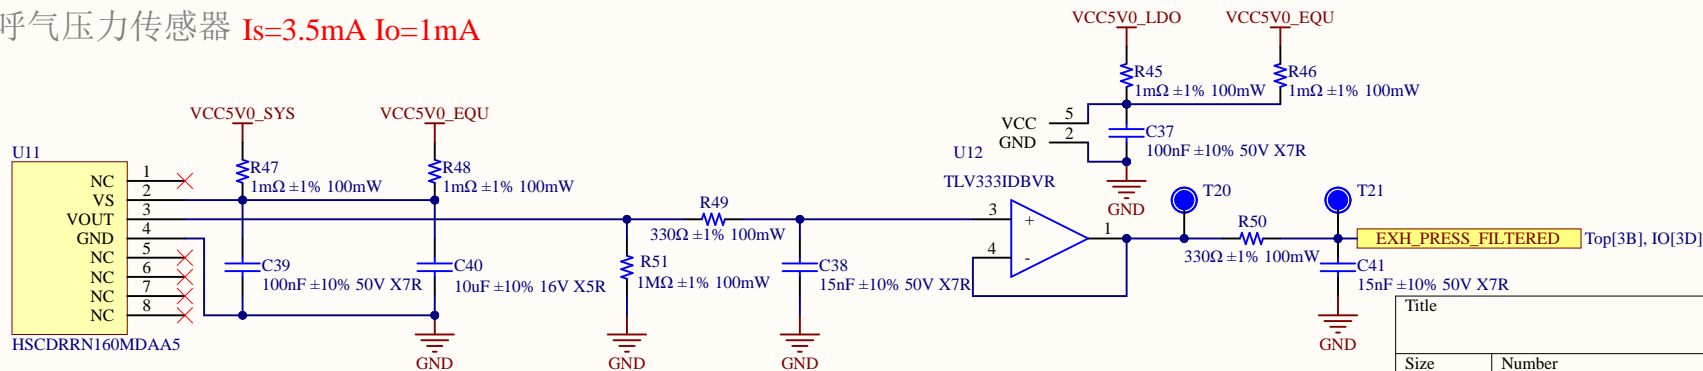 呼气压力传感器 Is=3.5mA Io=1mA
VCC5V0_LDO
VCC5V0_EQU
R45
1mΩ ±1% 100mW
R46
1mΩ ±1% 100mW
VCC 5
GND 2
C37
100nF ±10% 50V X7R
GND
VCC5V0_SYS
VCC5V0_EQU
R47
1mΩ ±1% 100mW
R48
1mΩ ±1% 100mW
U11
NC 1
VS 2
VOUT 3
GND 4
NC 5
NC 6
NC 7
NC 8
HSCDRRN160MDAA5
C39
100nF ±10% 50V X7R
C40
10uF ±10% 16V X5R
GND
R49
330Ω ±1% 100mW
R51
1MΩ ±1% 100mW
GND
C38
15nF ±10% 50V X7R
GND
U12
TLV333IDBVR
3 +
4 -
1
T20
R50
330Ω ±1% 100mW
T21
EXH_PRESS_FILTERED Top[3B], IO[3D]
C41
15nF ±10% 50V X7R
GND
Title
Size Number